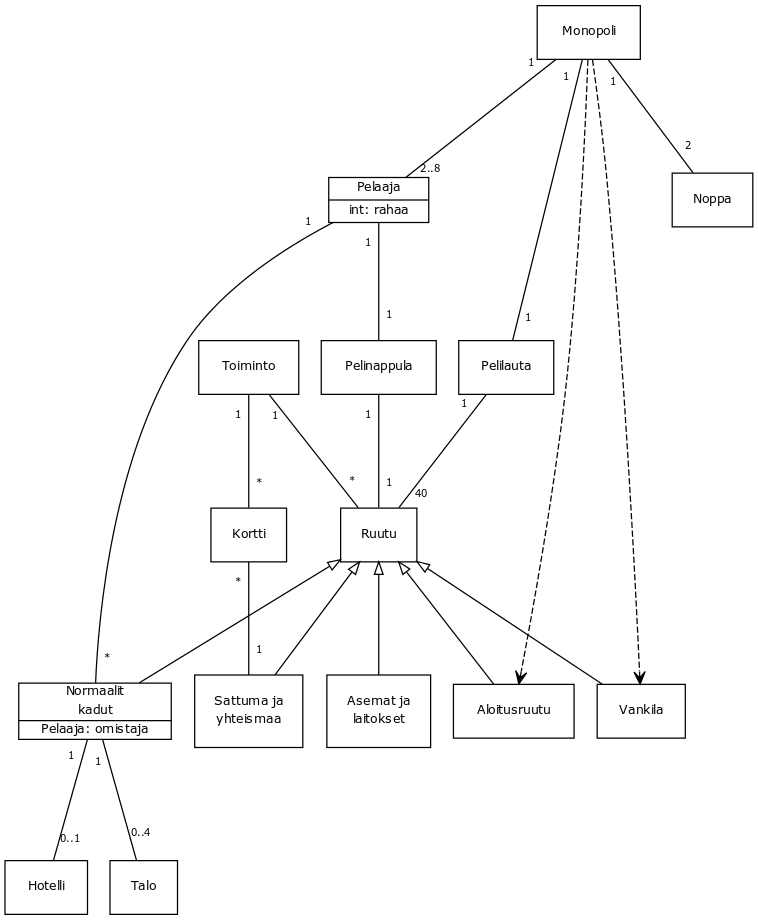 Monopoli
1
1
1
2
2..8
Pelaaja
int: rahaa
Noppa
1
1
1
1
Toiminto
Pelinappula
Pelilauta
1
1
1
1
*
*
1
40
Kortti
Ruutu
*
1
*
Normaalit
kadut
Pelaaja: omistaja
Sattuma ja
yhteismaa
Asemat ja
laitokset
Aloitusruutu
Vankila
1
1
0..1
0..4
Hotelli
Talo